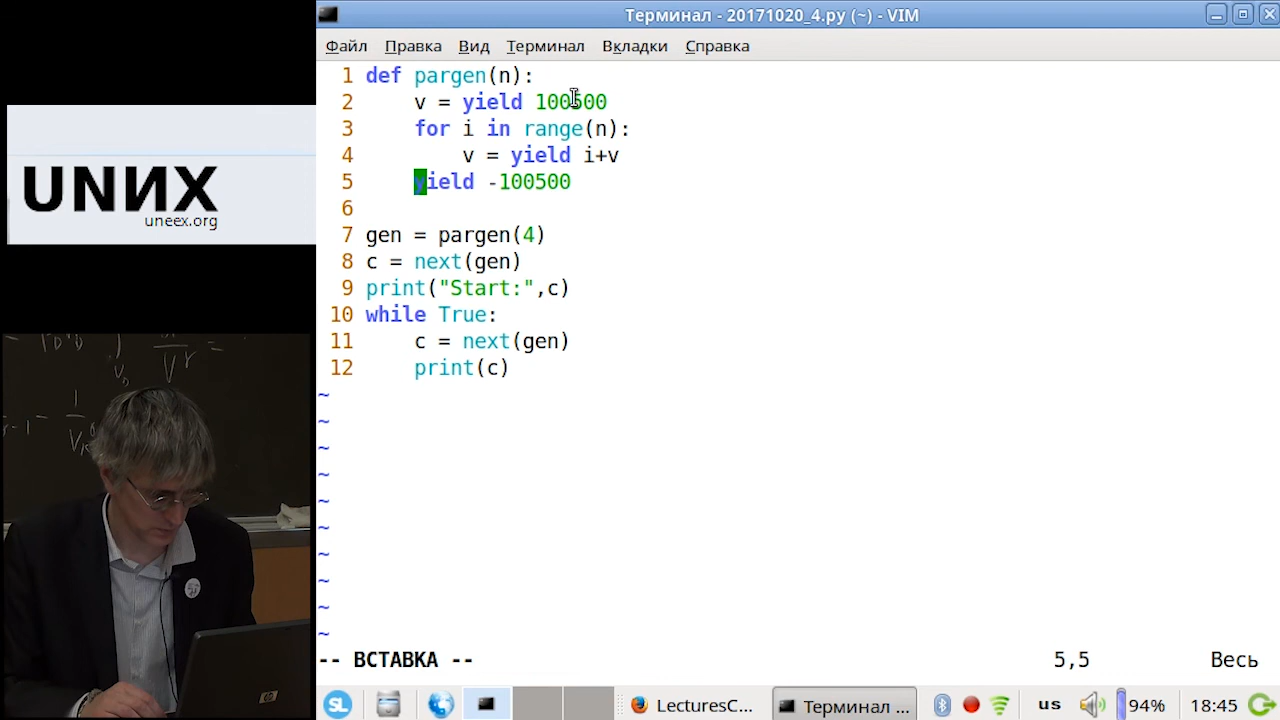 Терминал - 20171020_4.py (~) - VIM
Файл Правка Вид Терминал Вкладки Справка
1 def pargen(n):
2     v = yield 100500
3     for i in range(n):
4         v = yield i+v
5     yield -100500
6
7 gen = pargen(4)
8 c = next(gen)
9 print("Start:",c)
10 while True:
11     c = next(gen)
12     print(c)
~
~
~
~
~
~
~
~
~
~
-- ВСТАВКА -- 5,5 Весь
UNИX
uneex.org
SL LecturesC... Терминал ... us 94% 18:45